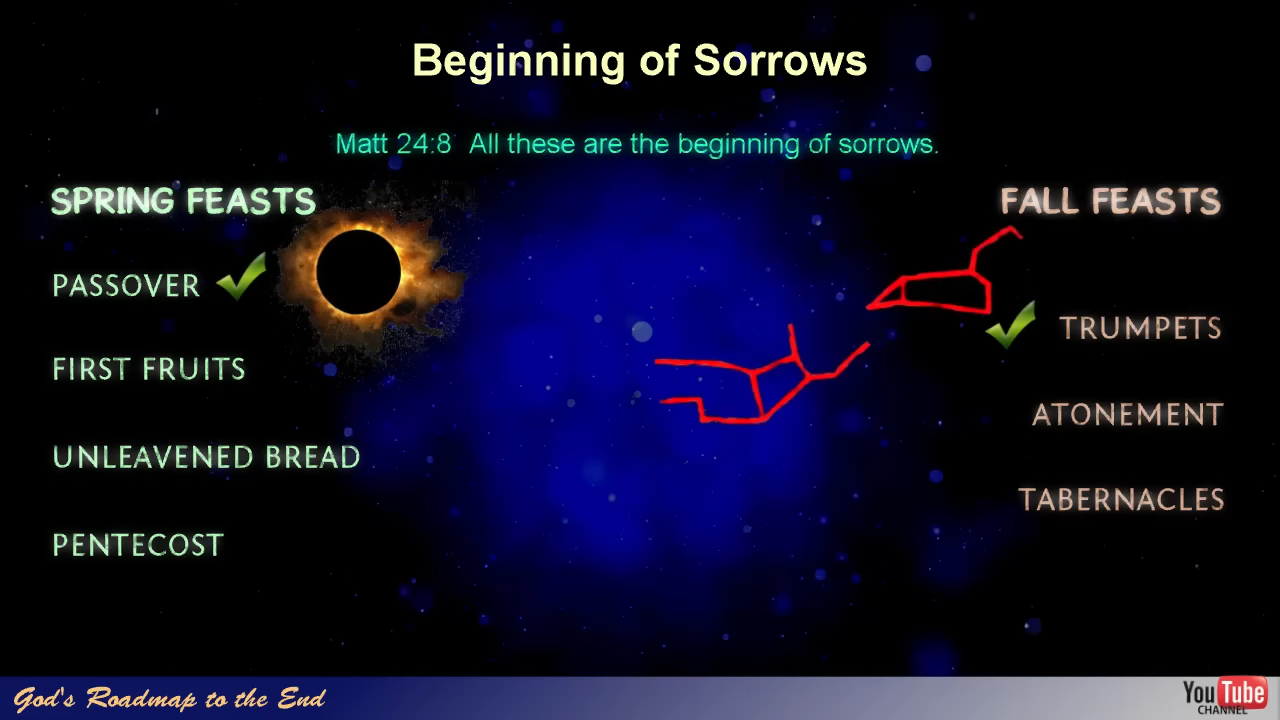 Beginning of Sorrows
Matt 24:8 All these are the beginning of sorrows.
SPRING FEASTS
PASSOVER
FIRST FRUITS
UNLEAVENED BREAD
PENTECOST
FALL FEASTS
TRUMPETS
ATONEMENT
TABERNACLES
God's Roadmap to the End
YouTube
CHANNEL